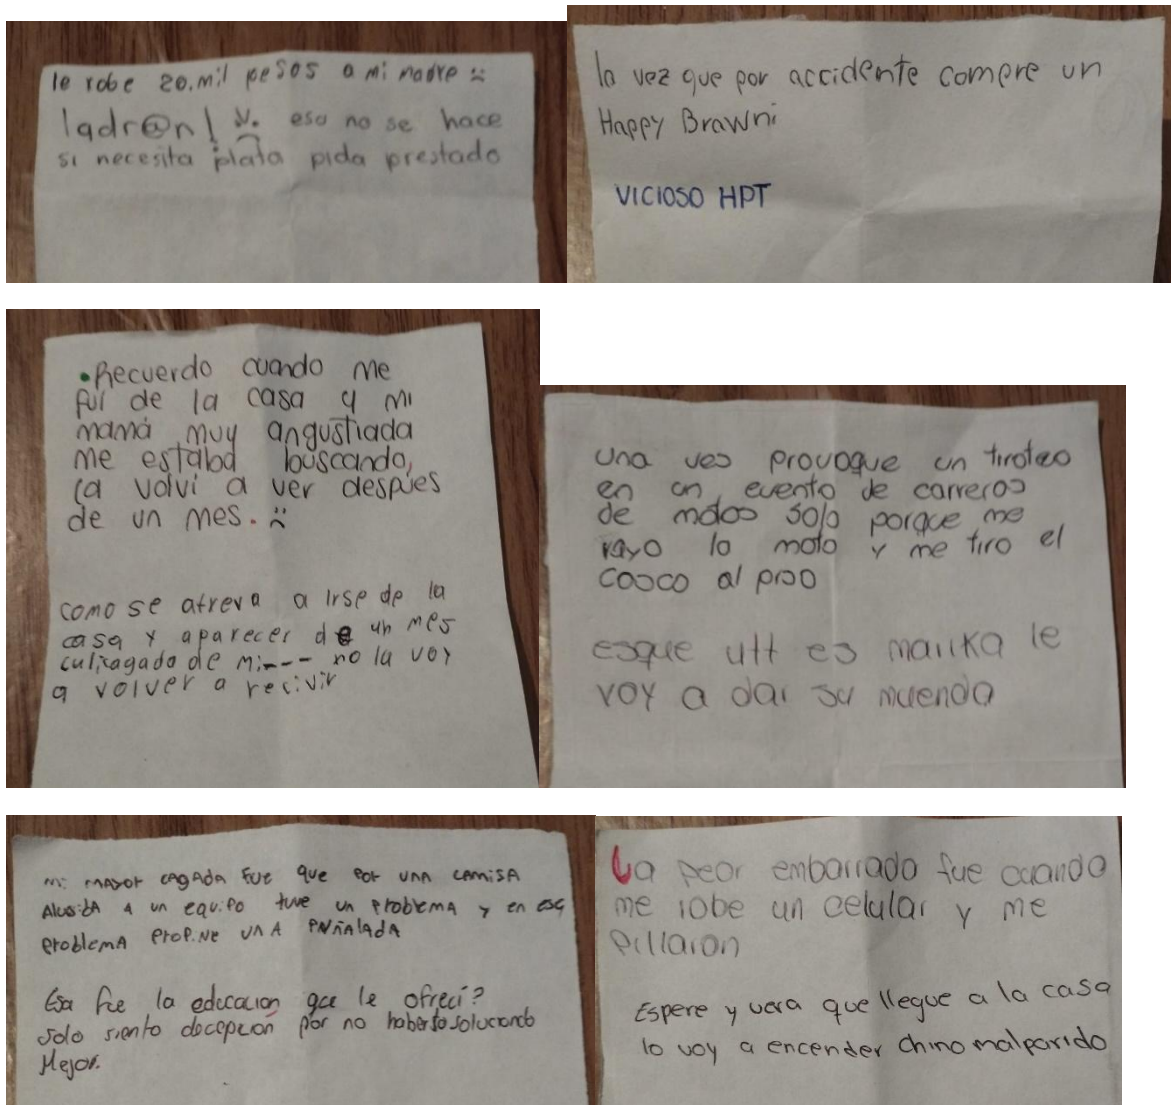 le robe 20.mil pesos a mi madre :(
ladr@n! eso no se hace
si necesita plata pida prestado
la vez que por accidente compre un
Happy Brawni
VICIOSO HPT
• Recuerdo cuando me
fui de la casa y mi
mamá muy angustiada
me estaba buscando,
la volví a ver despues
de un mes. :(
como se atreva a irse de la
casa y aparecer de un mes
culicagado de mi--- no la voy
a volver a recivir
una ves provoque un tiroteo
en un evento de carreras
de motos solo porque me
rayo la moto y me tiro el
casco al piso
esque utt es marika le
voy a dar su muenda
mi mayor cagada fue que por una camisa
alusiba a un equipo tuve un problema y en ese
problema propine una puñalada
Esa fue la educacion que le ofreci?
Solo siento decepcion por no haberlo solucionado
Mejor.
La peor embarrada fue cuando
me robe un celular y me
pillaron
Espere y vera que llegue a la casa
lo voy a encender chino malparido